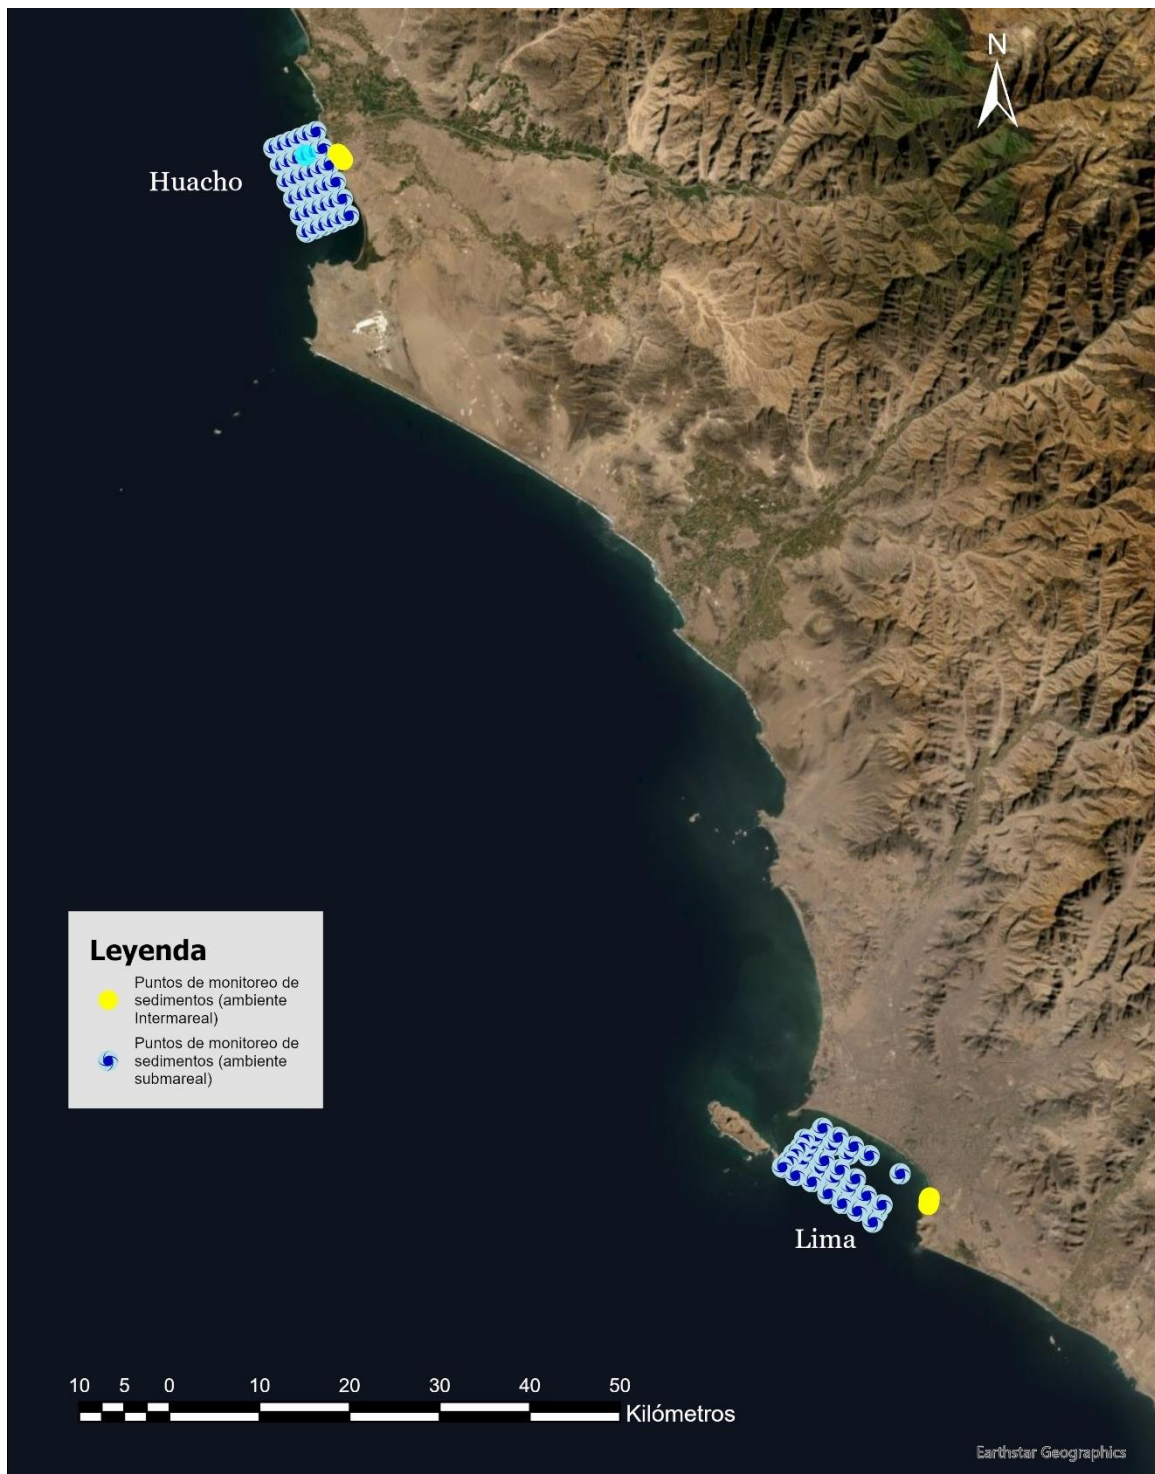 N
Huacho
Leyenda
Puntos de monitoreo de
sedimentos (ambiente
Intermareal)
Puntos de monitoreo de
sedimentos (ambiente
submareal)
Lima
10 5 0 10 20 30 40 50
Kilómetros
Earthstar Geographics